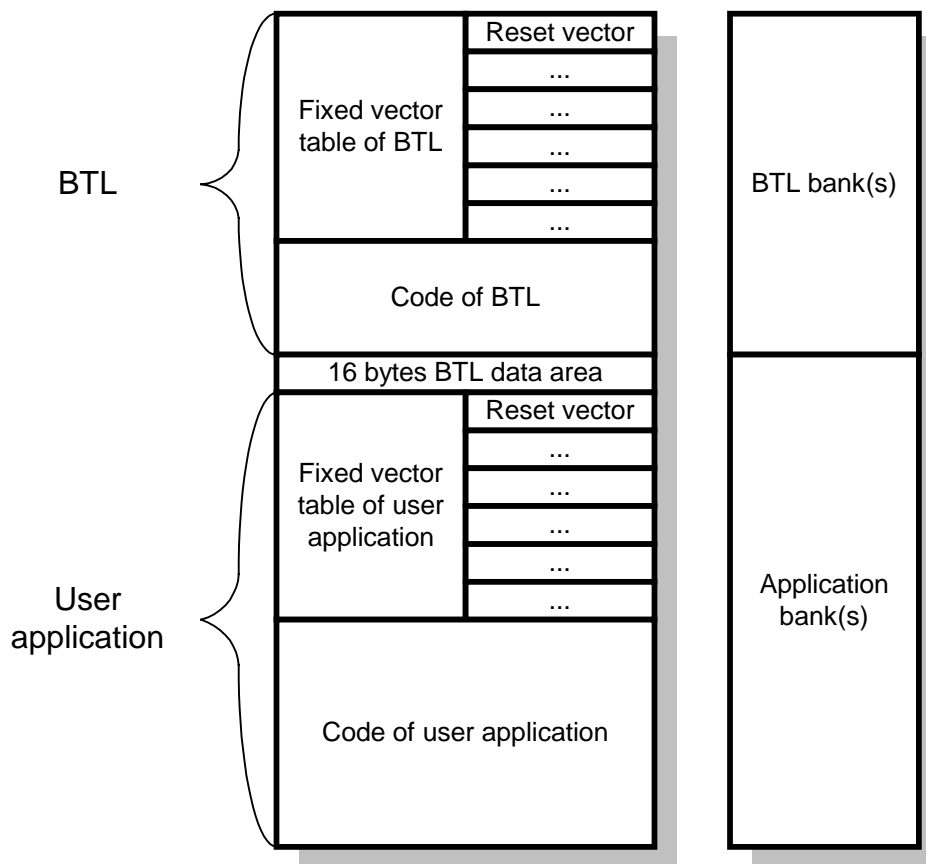 Reset vector
...
...
...
...
...
Fixed vector
table of BTL
BTL
BTL bank(s)
Code of BTL
16 bytes BTL data area
Reset vector
...
...
...
...
...
Fixed vector
table of user
application
User
application
Application
bank(s)
Code of user application